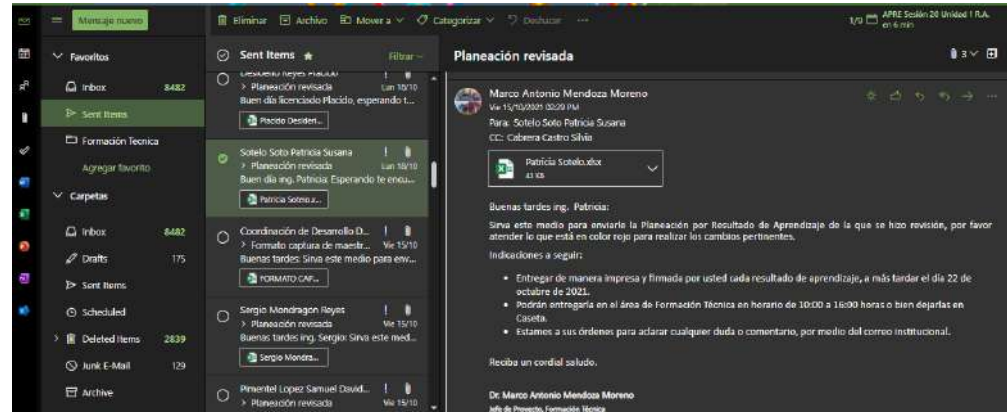 Mensaje nuevo
Eliminar Archivo Mover a Categorizar Deshacer ...
1/9 APRE Sesión 20 Unidad 1 R.A.
en 6 min
Favoritos
Inbox 8482
Sent Items
Formación Tecnica
Agregar favorito
Carpetas
Inbox 8482
Drafts 175
Sent Items
Scheduled
Deleted Items 2839
Junk E-Mail 129
Archive
Sent Items Filtrar
Desiderio Reyes Placido
> Planeación revisada Lun 18/10
Buen día licenciado Placido, esperando t...
Placido Desideri...
Sotelo Soto Patricia Susana
> Planeación revisada Lun 18/10
Buen día ing. Patricia: Esperando te encu...
Patricia Sotelo.x...
Coordinación de Desarrollo D...
> Formato captura de maestr... Vie 15/10
Buenas tardes: Sirva este medio para env...
FORMATO CAP...
Sergio Mondragon Reyes
> Planeación revisada Vie 15/10
Buenas tardes ing. Sergio: Sirva este med...
Sergio Mondra...
Pimentel Lopez Samuel David...
> Planeación revisada Vie 15/10
Planeación revisada
3
Marco Antonio Mendoza Moreno
Vie 15/10/2021 02:29 PM
Para: Sotelo Soto Patricia Susana
CC: Cabrera Castro Silvia
Patricia Sotelo.xlsx
43 KB
Buenas tardes ing. Patricia:
Sirva este medio para enviarle la Planeación por Resultado de Aprendizaje de la que se hizo revisión, por favor
atender lo que está en color rojo para realizar los cambios pertinentes.
Indicaciones a seguir:
• Entregar de manera impresa y firmada por usted cada resultado de aprendizaje, a más tardar el día 22 de
octubre de 2021.
• Podrán entregarla en el área de Formación Técnica en horario de 10:00 a 16:00 horas o bien dejarlas en
Caseta.
• Estamos a sus órdenes para aclarar cualquier duda o comentario, por medio del correo institucional.
Reciba un cordial saludo.
Dr. Marco Antonio Mendoza Moreno
Jefe de Proyecto, Formación Técnica